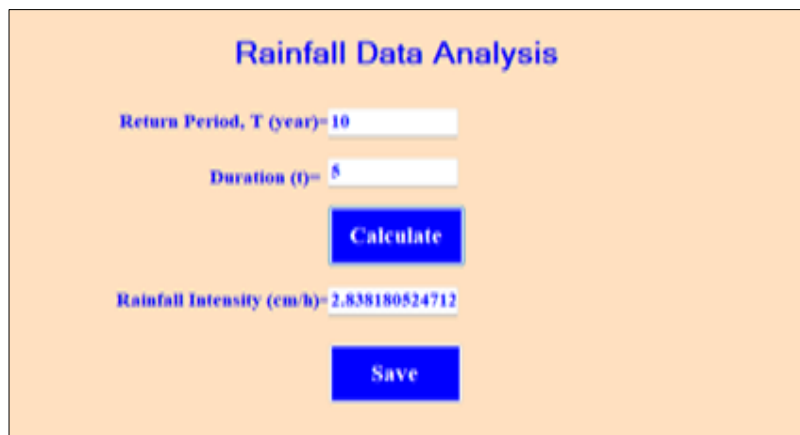 Rainfall Data Analysis
Return Period, T (year)= 10
Duration (t)= 5
Calculate
Rainfall Intensity (cm/h)= 2.838180524712
Save